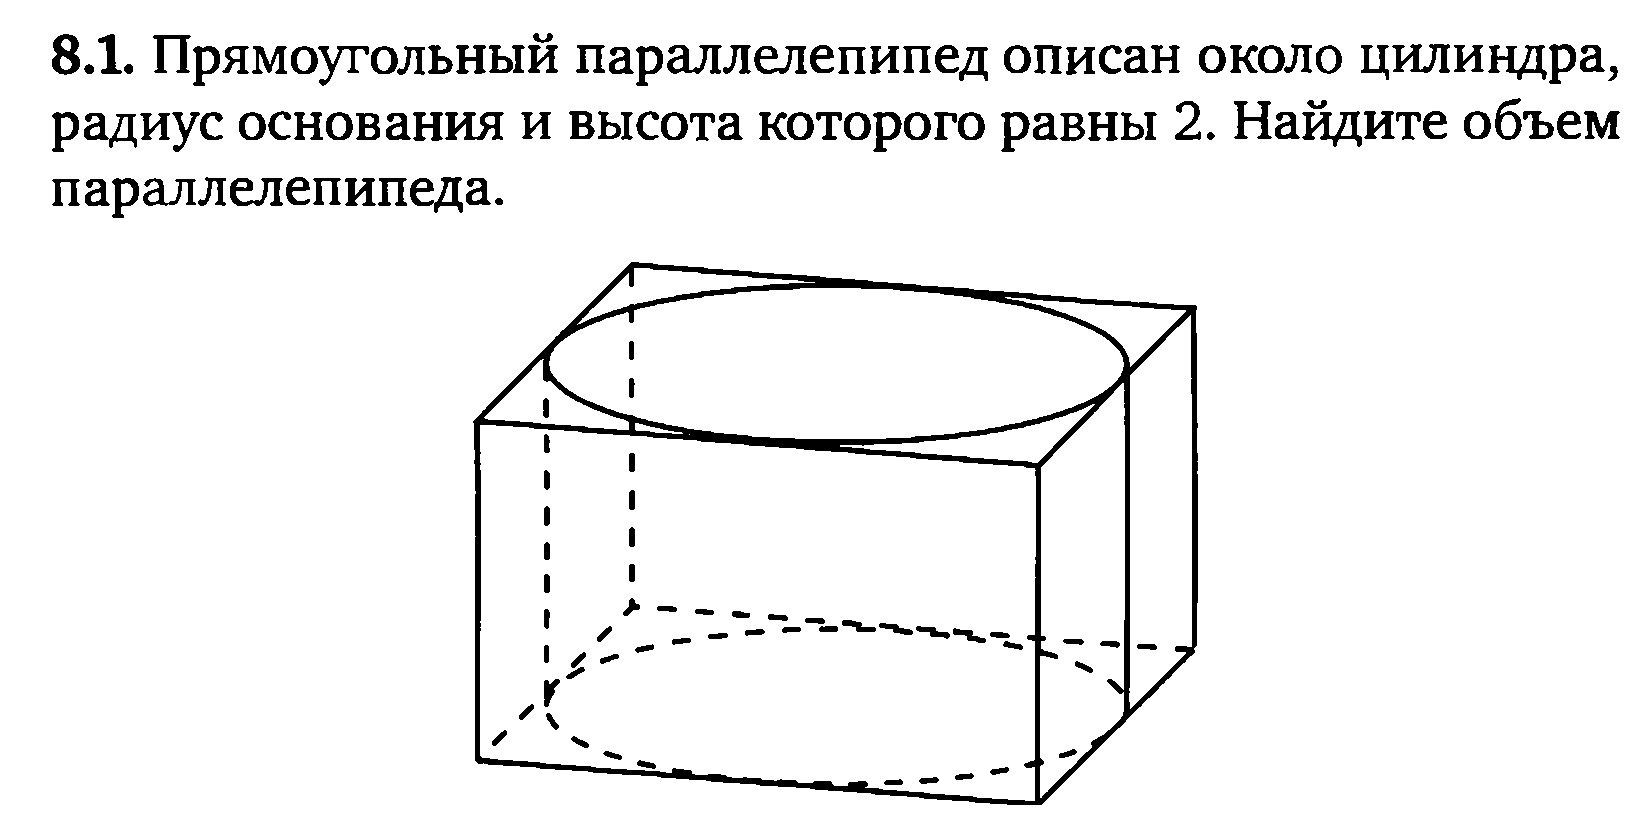 8.1. Прямоугольный параллелепипед описан около цилиндра,
радиус основания и высота которого равны 2. Найдите объем
параллелепипеда.